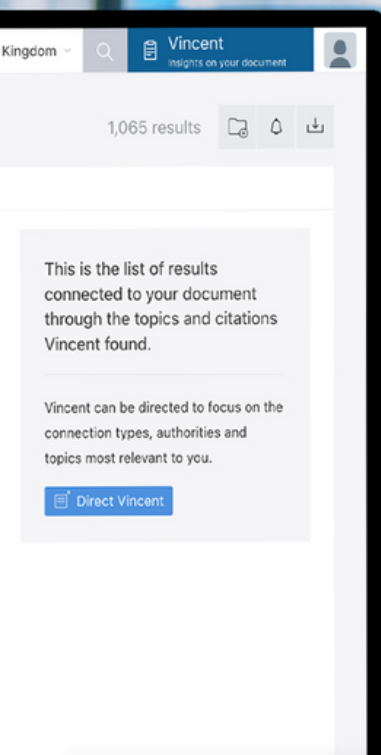 Kingdom
Vincent
Insights on your document
1,065 results
This is the list of results
connected to your document
through the topics and citations
Vincent found.
Vincent can be directed to focus on the
connection types, authorities and
topics most relevant to you.
Direct Vincent